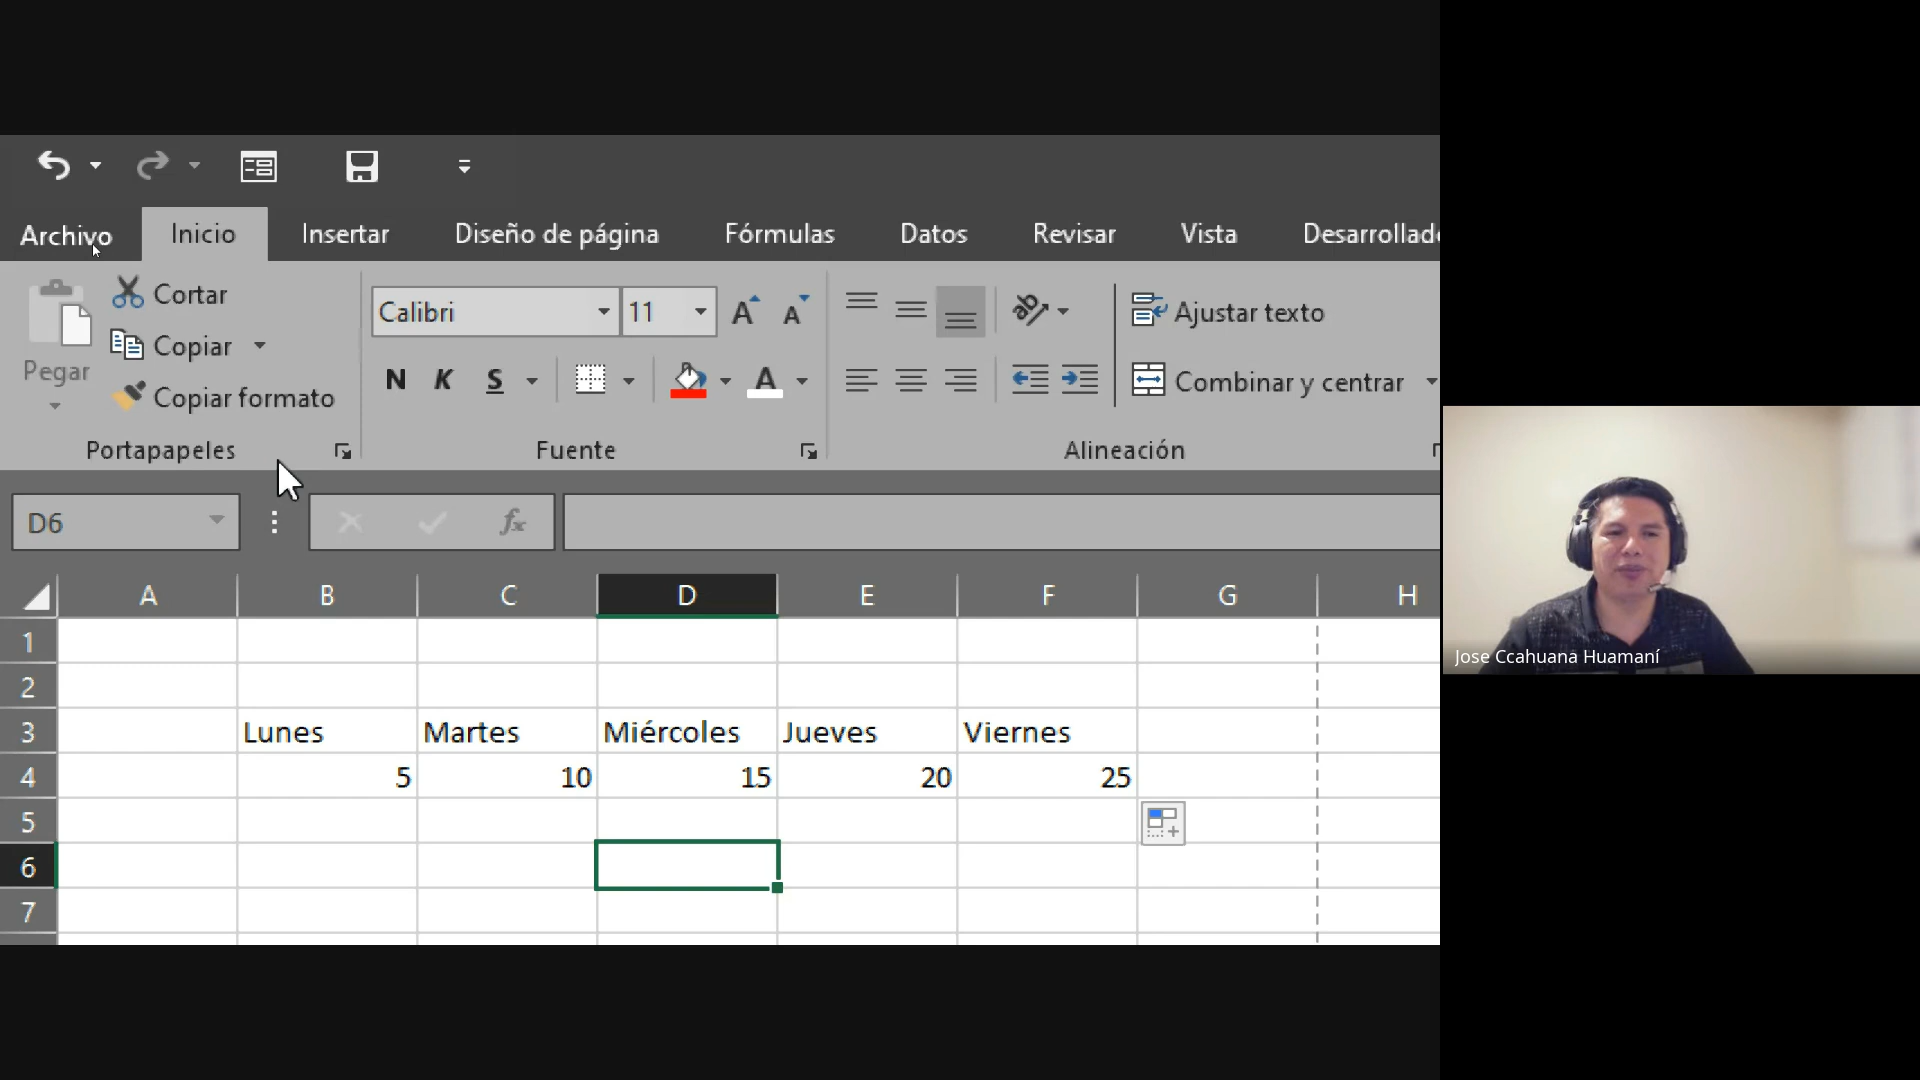 Archivo Inicio Insertar Diseño de página Fórmulas Datos Revisar Vista Desarrollad
Cortar
Copiar
Copiar formato
Pegar
Portapapeles
Calibri 11
N K S
Fuente
Ajustar texto
Combinar y centrar
Alineación
D6 fx
A B C D E F G H
1
2
3 Lunes Martes Miércoles Jueves Viernes
4 5 10 15 20 25
5
6
7
Jose Ccahuana Huamaní